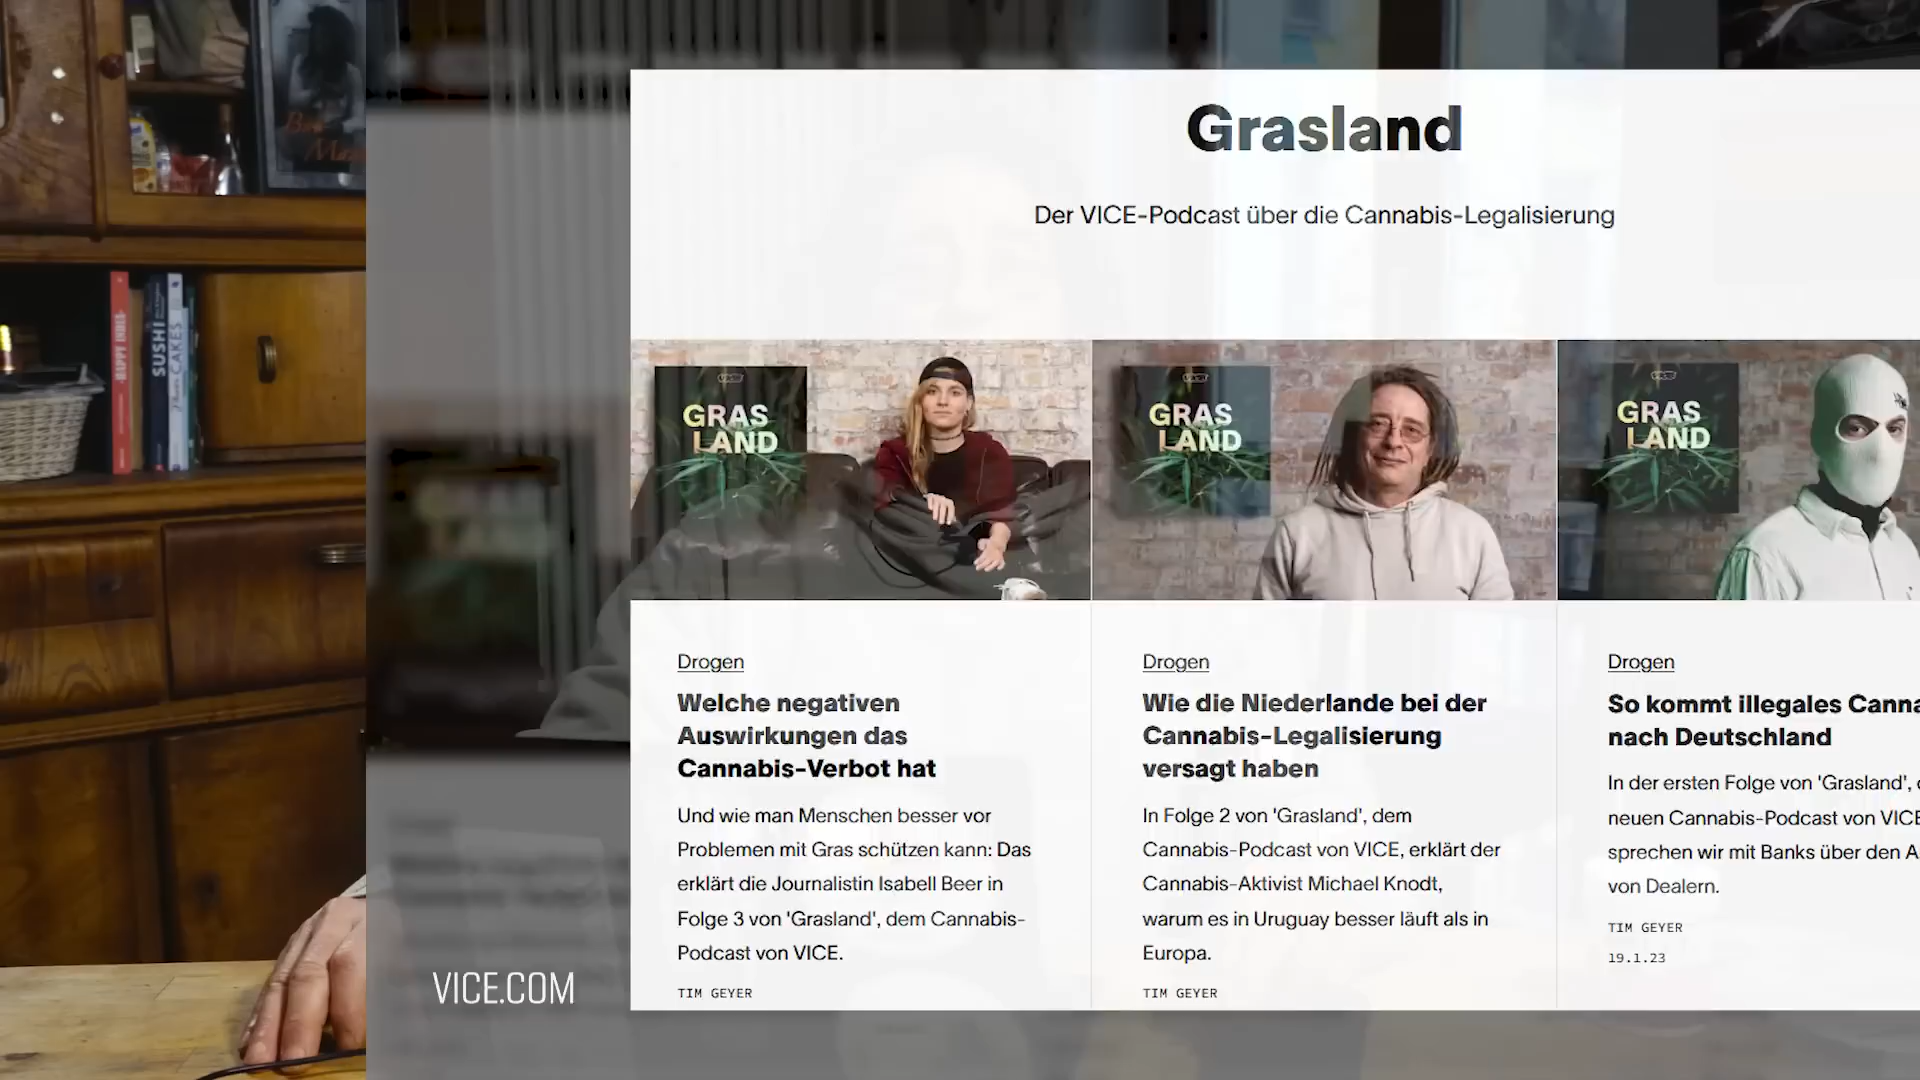 Grasland
Der VICE-Podcast über die Cannabis-Legalisierung
GRAS
LAND
GRAS
LAND
GRAS
LAND
Drogen
Welche negativen
Auswirkungen das
Cannabis-Verbot hat
Und wie man Menschen besser vor
Problemen mit Gras schützen kann: Das
erklärt die Journalistin Isabell Beer in
Folge 3 von 'Grasland', dem Cannabis-
Podcast von VICE.
TIM GEYER
Drogen
Wie die Niederlande bei der
Cannabis-Legalisierung
versagt haben
In Folge 2 von 'Grasland', dem
Cannabis-Podcast von VICE, erklärt der
Cannabis-Aktivist Michael Knodt,
warum es in Uruguay besser läuft als in
Europa.
TIM GEYER
Drogen
So kommt illegales Canna
nach Deutschland
In der ersten Folge von 'Grasland',
neuen Cannabis-Podcast von VICE
sprechen wir mit Banks über den A
von Dealern.
TIM GEYER
19.1.23
VICE.COM
SUSHI
CAKES